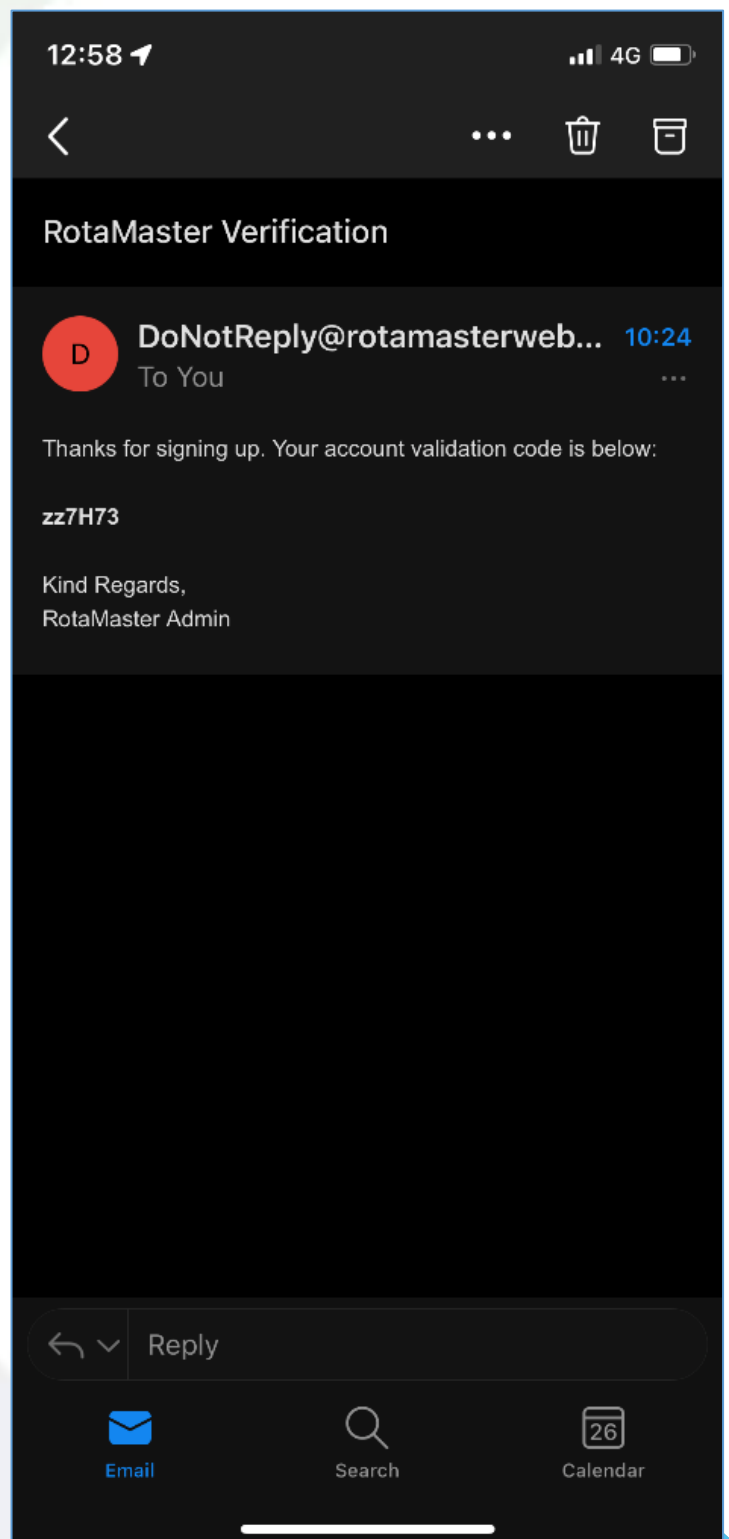 12:58
4G
RotaMaster Verification
D
DoNotReply@rotamasterweb... 10:24
To You
Thanks for signing up. Your account validation code is below:
zz7H73
Kind Regards,
RotaMaster Admin
Reply
26
Email Search Calendar